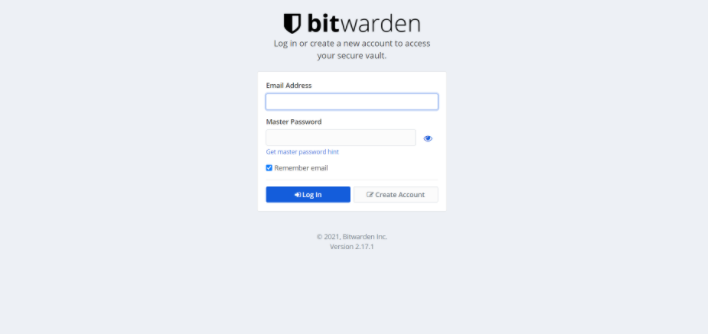 bitwarden
Log in or create a new account to access
your secure vault.
Email Address
Master Password
Get master password hint
Remember email
Log In
Create Account
© 2021, Bitwarden Inc.
Version 2.17.1